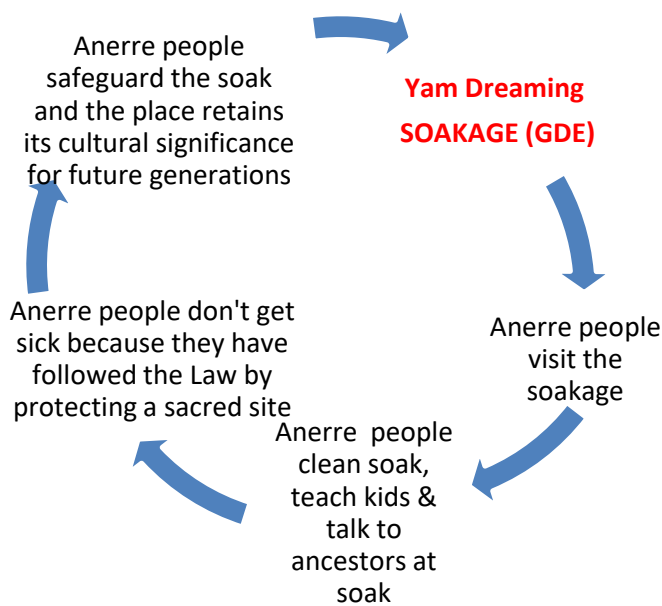 Yam Dreaming
SOAKAGE (GDE)
Anerre people
visit the
soakage
Anerre people
clean soak,
teach kids &
talk to
ancestors at
soak
Anerre people don't get
sick because they have
followed the Law by
protecting a sacred site
Anerre people
safeguard the soak
and the place retains
its cultural significance
for future generations